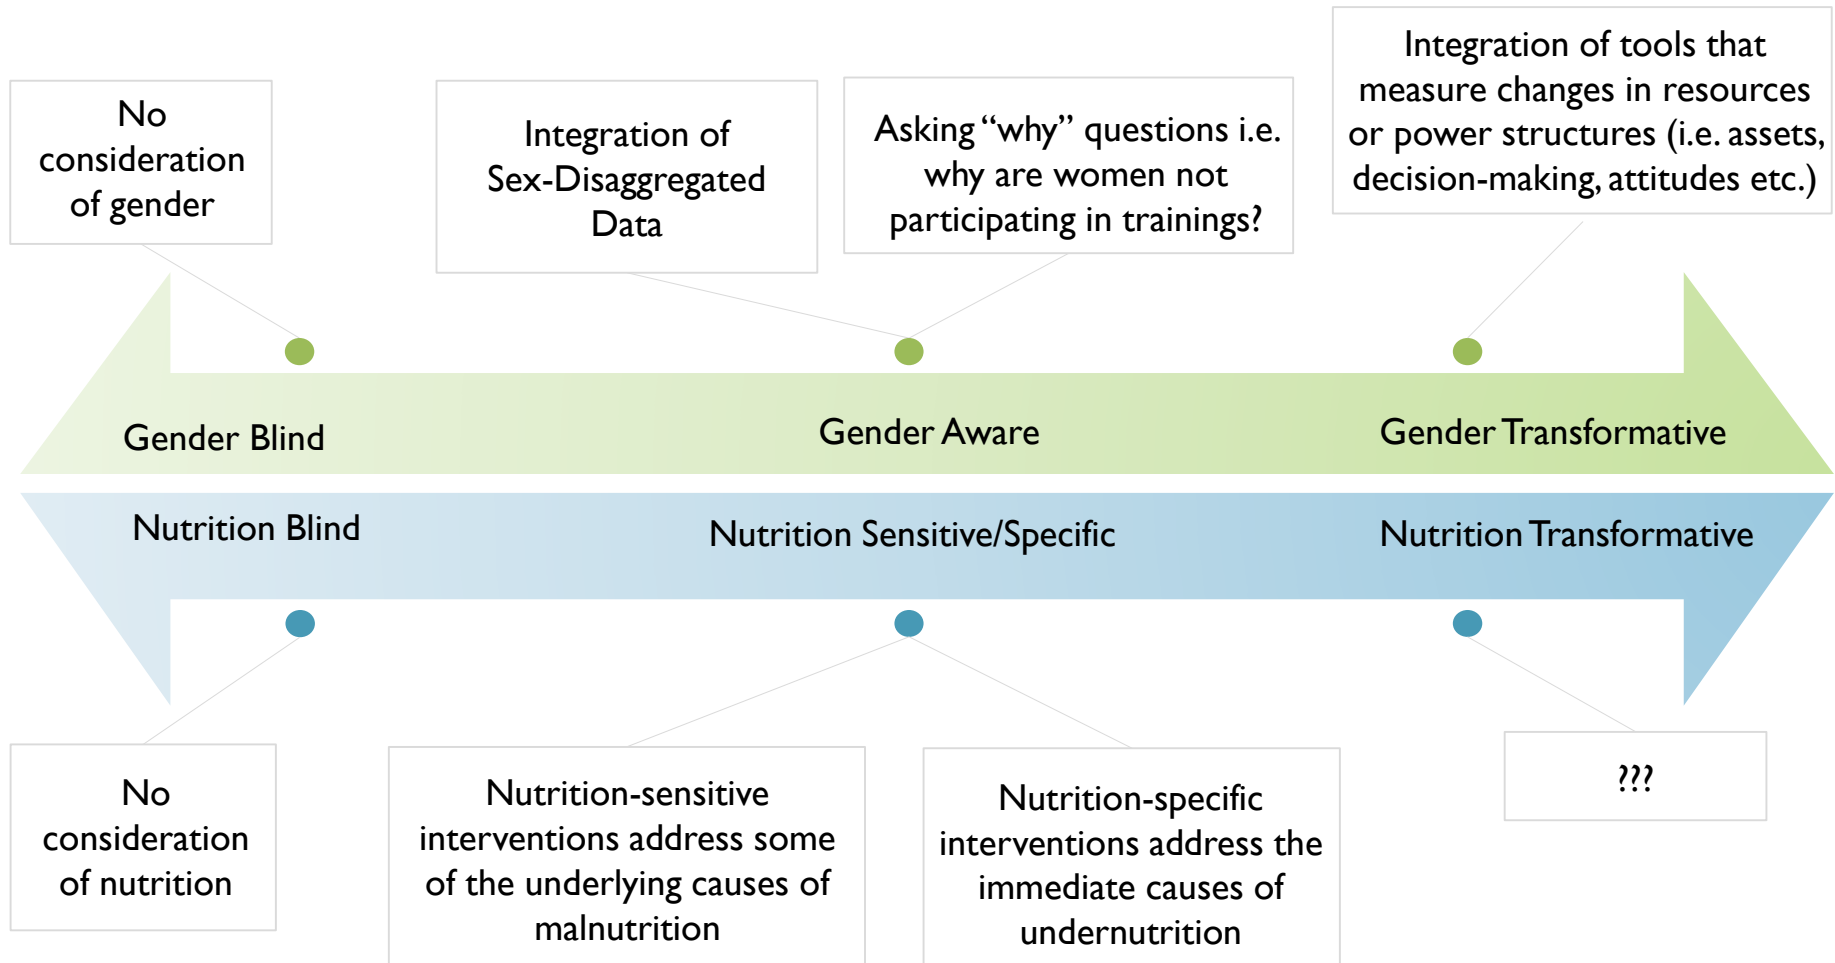 No
consideration
of gender
Integration of
Sex-Disaggregated
Data
Asking “why” questions i.e.
why are women not
participating in trainings?
Integration of tools that
measure changes in resources
or power structures (i.e. assets,
decision-making, attitudes etc.)
Gender Blind
Gender Aware
Gender Transformative
Nutrition Blind
Nutrition Sensitive/Specific
Nutrition Transformative
No
consideration
of nutrition
Nutrition-sensitive
interventions address some
of the underlying causes of
malnutrition
Nutrition-specific
interventions address the
immediate causes of
undernutrition
???